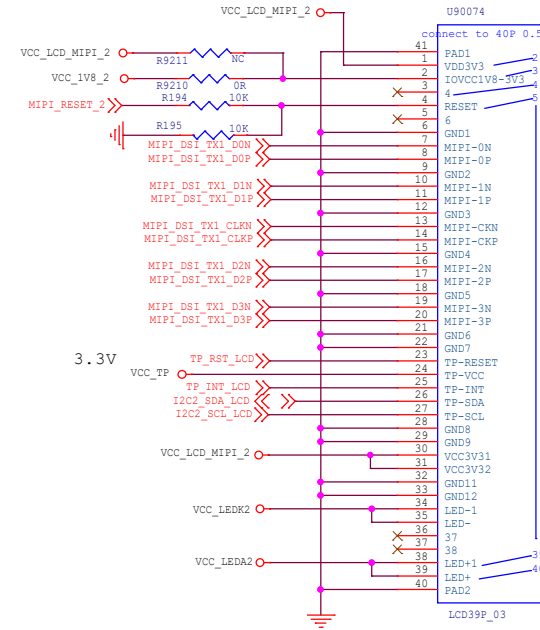 VCC_LCD_MIPI_2
U90074
connect to 40P 0.5
VCC_LCD_MIPI_2
R9211
NC
VCC_1V8_2
R9210
0R
MIPI_RESET_2
R194
10K
R195
10K
MIPI_DSI_TX1_D0N
MIPI_DSI_TX1_D0P
MIPI_DSI_TX1_D1N
MIPI_DSI_TX1_D1P
MIPI_DSI_TX1_CLKN
MIPI_DSI_TX1_CLKP
MIPI_DSI_TX1_D2N
MIPI_DSI_TX1_D2P
MIPI_DSI_TX1_D3N
MIPI_DSI_TX1_D3P
3.3V
TP_RST_LCD
VCC_TP
TP_INT_LCD
I2C2_SDA_LCD
I2C2_SCL_LCD
VCC_LCD_MIPI_2
VCC_LEDK2
VCC_LEDA2
41 PAD1
1 VDD3V3 2
2 IOVCC1V8-3V3 3
3 4 4
4 RESET 5
5 6
6 GND1
7 MIPI-0N
8 MIPI-0P
9 GND2
10 MIPI-1N
11 MIPI-1P
12 GND3
13 MIPI-CKN
14 MIPI-CKP
15 GND4
16 MIPI-2N
17 MIPI-2P
18 GND5
19 MIPI-3N
20 MIPI-3P
21 GND6
22 GND7
23 TP-RESET
24 TP-VCC
25 TP-INT
26 TP-SDA
27 TP-SCL
28 GND8
29 GND9
30 VCC3V31
31 VCC3V32
32 GND11
33 GND12
34 LED-1
35 LED-
36 37
37 38
38 LED+1
39 LED+
40 PAD2
LCD39P_03